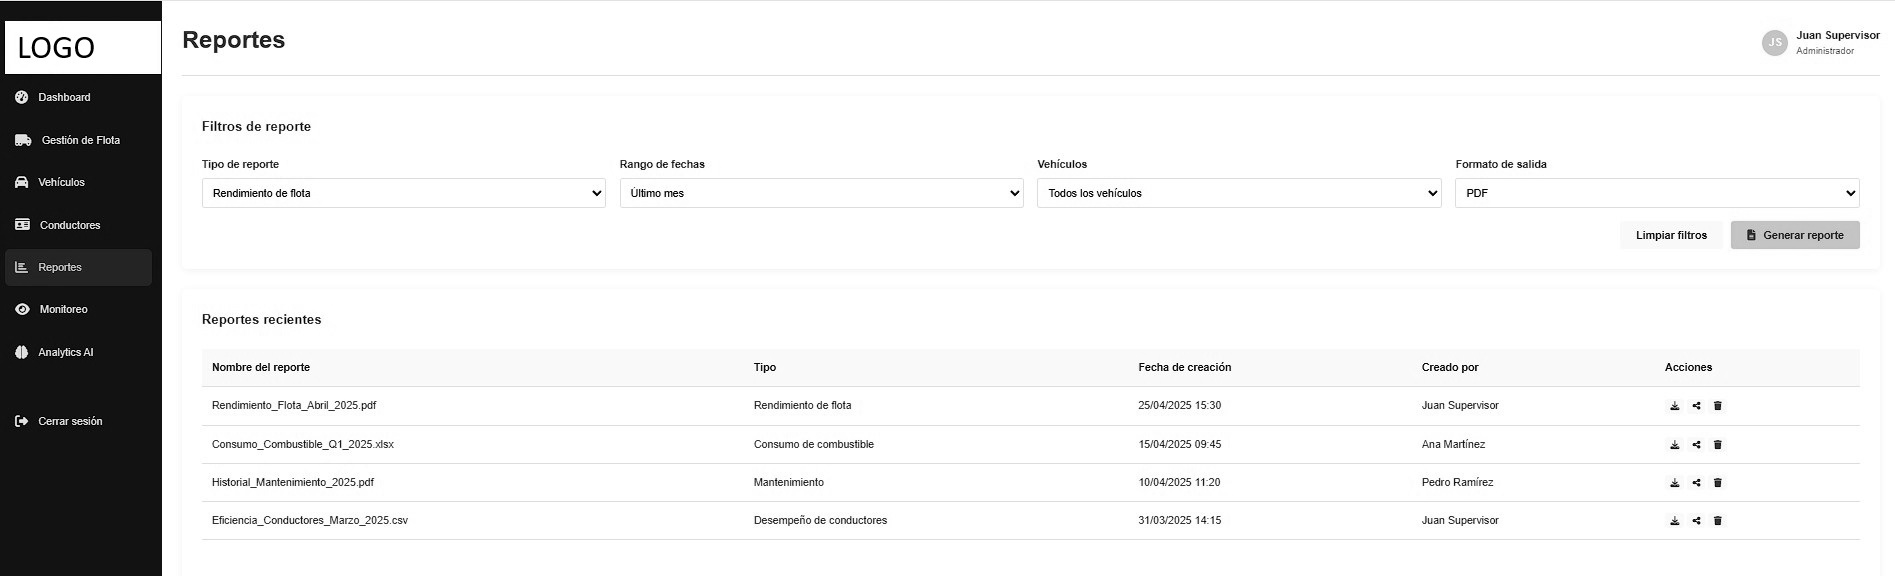 LOGO
Dashboard
Gestión de Flota
Vehículos
Conductores
Reportes
Monitoreo
Analytics AI
Cerrar sesión
Reportes
JS
Juan Supervisor
Administrador
Filtros de reporte
Tipo de reporte
Rendimiento de flota
Rango de fechas
Último mes
Vehículos
Todos los vehículos
Formato de salida
PDF
Limpiar filtros
Generar reporte
Reportes recientes
Nombre del reporte Tipo Fecha de creación Creado por Acciones
Rendimiento_Flota_Abril_2025.pdf Rendimiento de flota 25/04/2025 15:30 Juan Supervisor
Consumo_Combustible_Q1_2025.xlsx Consumo de combustible 15/04/2025 09:45 Ana Martínez
Historial_Mantenimiento_2025.pdf Mantenimiento 10/04/2025 11:20 Pedro Ramírez
Eficiencia_Conductores_Marzo_2025.csv Desempeño de conductores 31/03/2025 14:15 Juan Supervisor